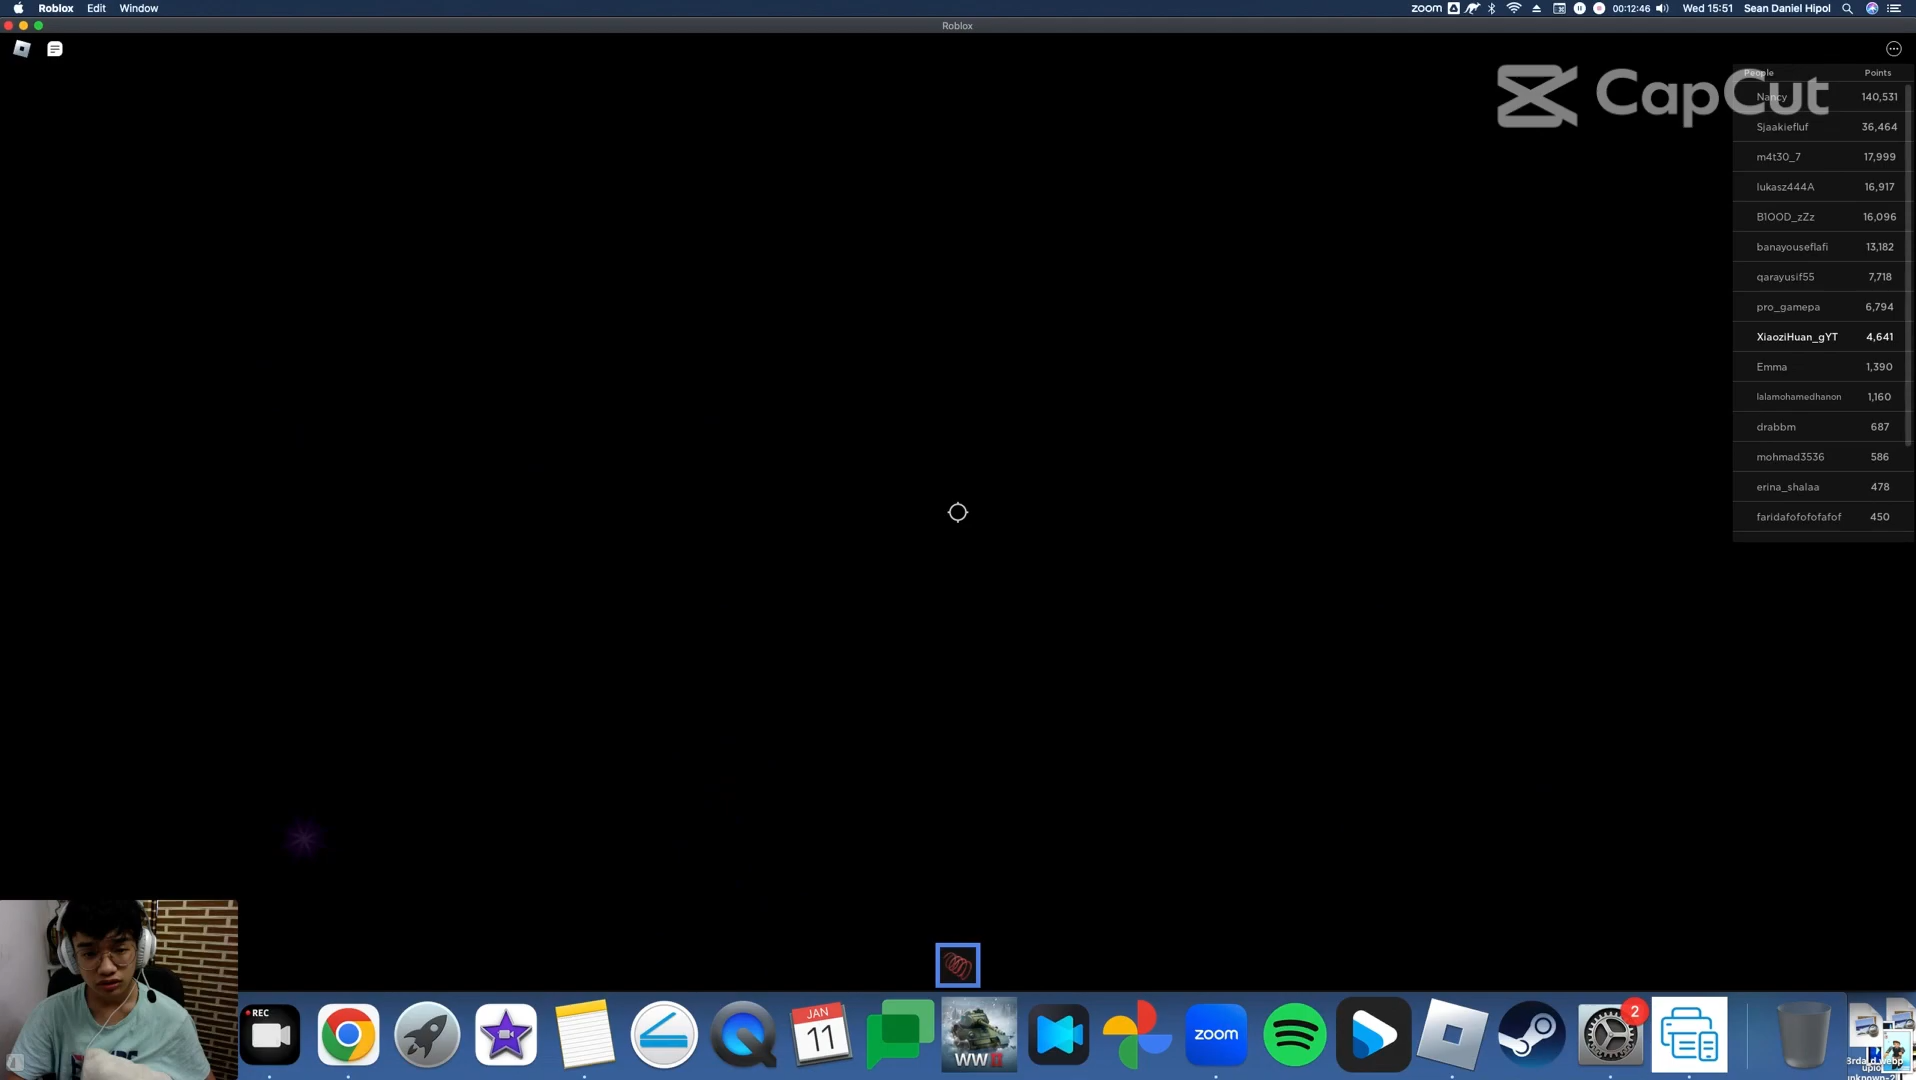 Roblox Edit Window
zoom 00:12:46 Wed 15:51 Sean Daniel Hipol
Roblox
CapCut
People Points
Nancy 140,531
Sjaakiefluf 36,464
m4t30_7 17,999
lukasz444A 16,917
B1OOD_zZz 16,096
banayouseflafi 13,182
qarayusif55 7,718
pro_gamepa 6,794
XiaoziHuan_gYT 4,641
Emma 1,390
lalamohamedhanon 1,160
drabbm 687
mohmad3536 586
erina_shalaa 478
faridafofofofafof 450
REC
JAN
11
WWII
zoom
2